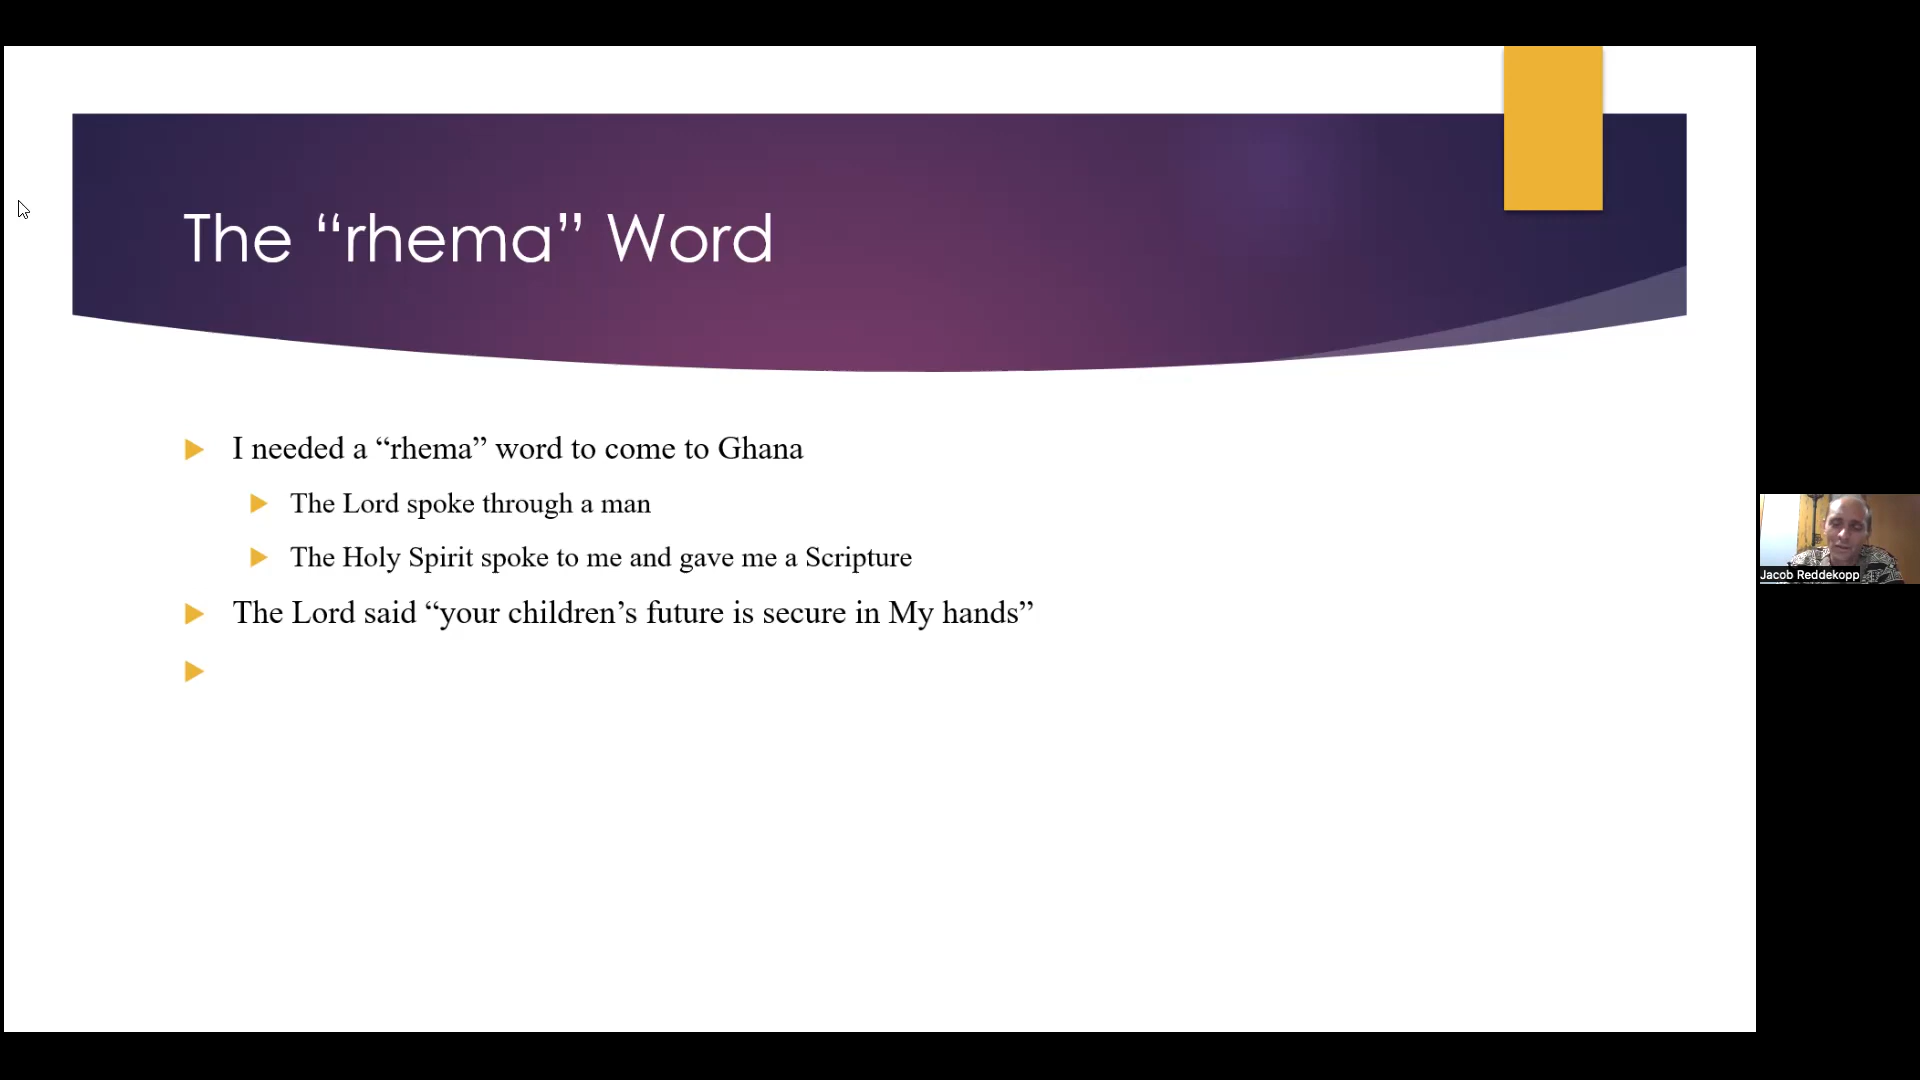 The “rhema” Word
I needed a “rhema” word to come to Ghana
The Lord spoke through a man
The Holy Spirit spoke to me and gave me a Scripture
The Lord said “your children’s future is secure in My hands”
Jacob Reddekopp